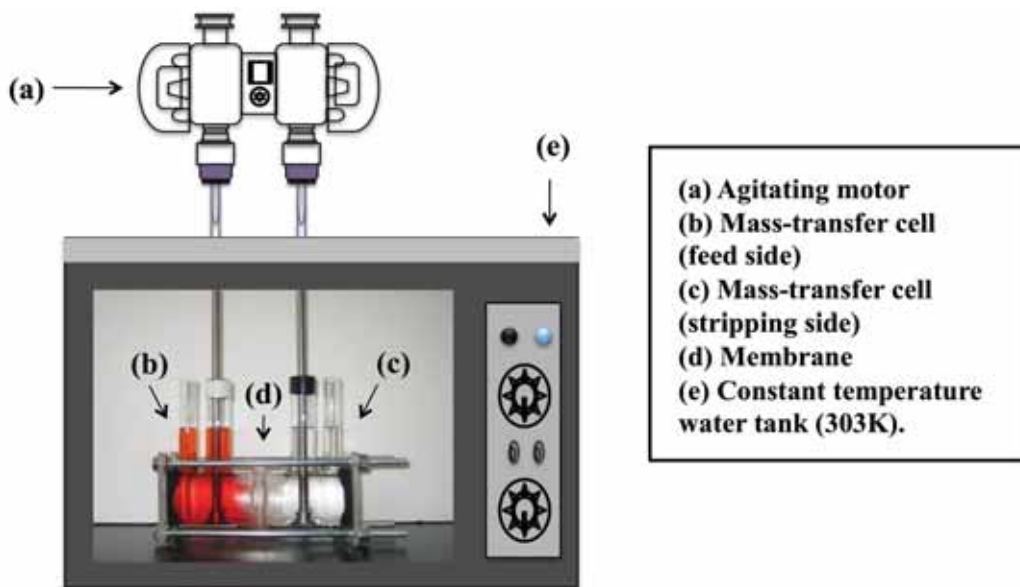 (a)
(e)
(b)
(d)
(c)
(a) Agitating motor
(b) Mass-transfer cell
(feed side)
(c) Mass-transfer cell
(stripping side)
(d) Membrane
(e) Constant temperature
water tank (303K).